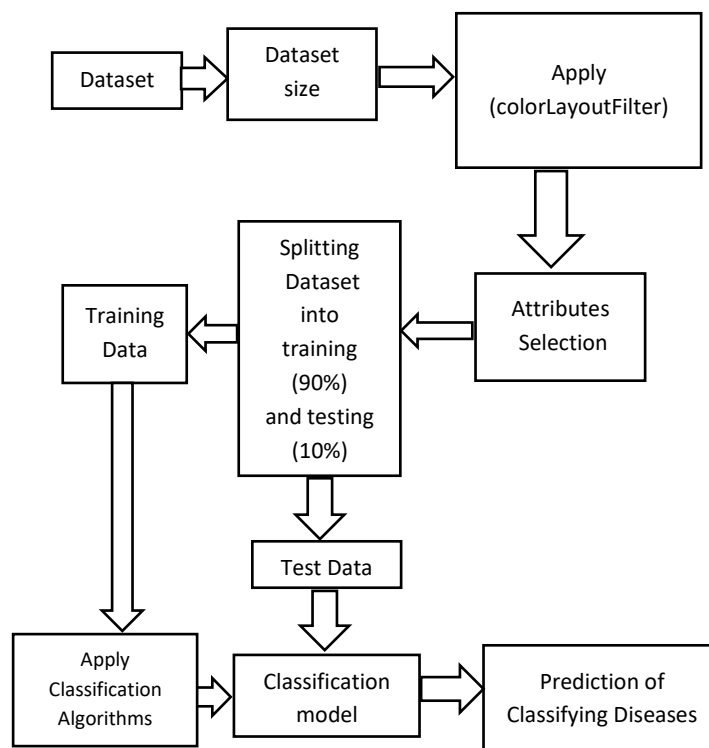 Dataset
Dataset
size
Apply
(colorLayoutFilter)
Attributes
Selection
Splitting
Dataset
into
training
(90%)
and testing
(10%)
Training
Data
Test Data
Apply
Classification
Algorithms
Classification
model
Prediction of
Classifying Diseases